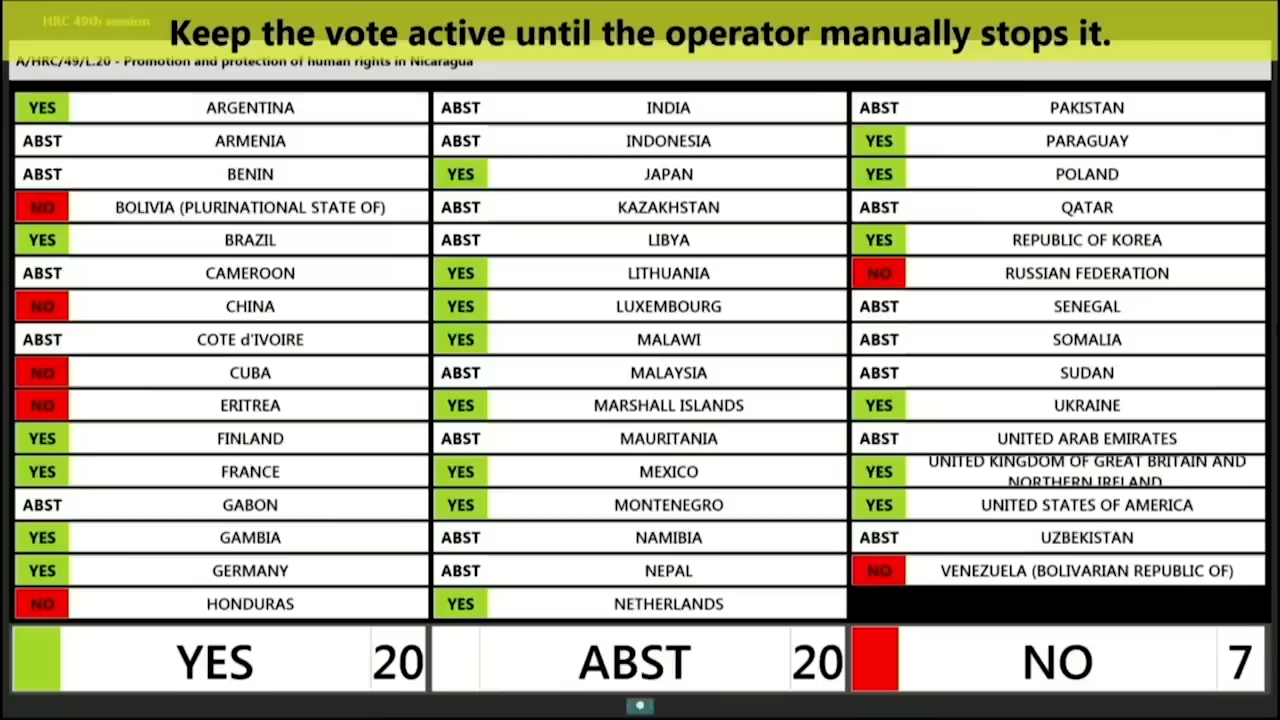 HRC 49th session
Keep the vote active until the operator manually stops it.
A/HRC/49/L.20 - Promotion and protection of human rights in Nicaragua
YES ARGENTINA
ABST ARMENIA
ABST BENIN
NO BOLIVIA (PLURINATIONAL STATE OF)
YES BRAZIL
ABST CAMEROON
NO CHINA
ABST COTE d'IVOIRE
NO CUBA
NO ERITREA
YES FINLAND
YES FRANCE
ABST GABON
YES GAMBIA
YES GERMANY
NO HONDURAS
ABST INDIA
ABST INDONESIA
YES JAPAN
ABST KAZAKHSTAN
ABST LIBYA
YES LITHUANIA
YES LUXEMBOURG
YES MALAWI
ABST MALAYSIA
YES MARSHALL ISLANDS
ABST MAURITANIA
YES MEXICO
YES MONTENEGRO
ABST NAMIBIA
ABST NEPAL
YES NETHERLANDS
ABST PAKISTAN
YES PARAGUAY
YES POLAND
ABST QATAR
YES REPUBLIC OF KOREA
NO RUSSIAN FEDERATION
ABST SENEGAL
ABST SOMALIA
ABST SUDAN
YES UKRAINE
ABST UNITED ARAB EMIRATES
YES UNITED KINGDOM OF GREAT BRITAIN AND
NORTHERN IRELAND
YES UNITED STATES OF AMERICA
ABST UZBEKISTAN
NO VENEZUELA (BOLIVARIAN REPUBLIC OF)
YES 20
ABST 20
NO 7